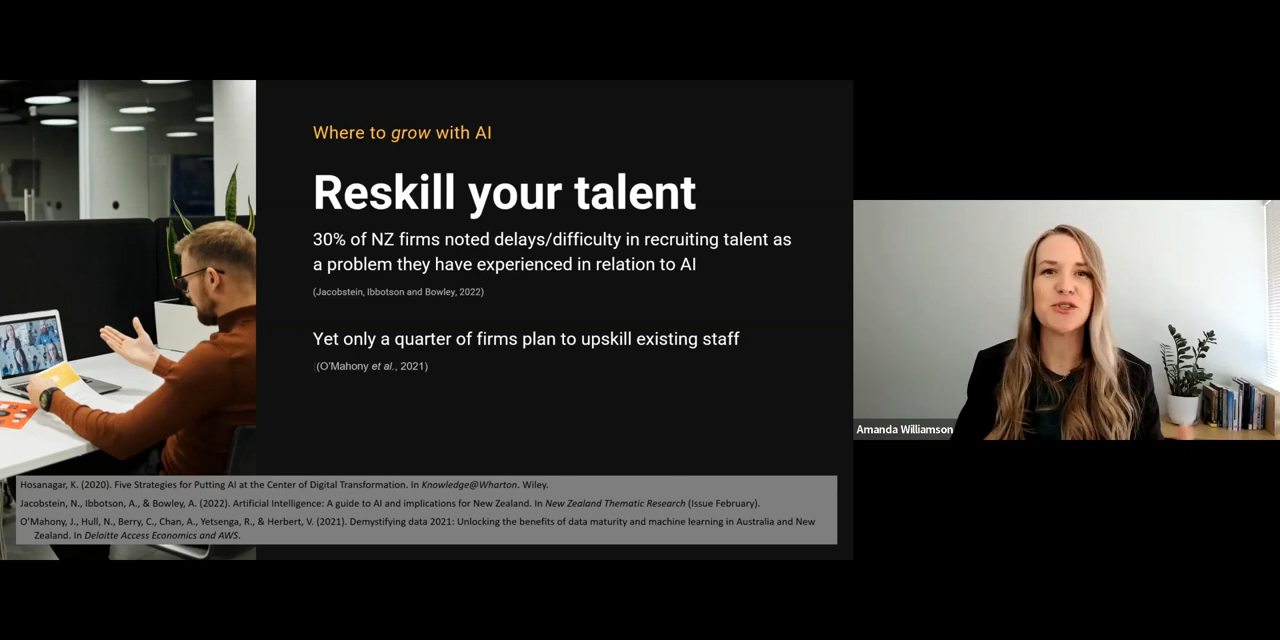 Where to grow with AI
Reskill your talent
30% of NZ firms noted delays/difficulty in recruiting talent as
a problem they have experienced in relation to AI
(Jacobstein, Ibbotson and Bowley, 2022)
Yet only a quarter of firms plan to upskill existing staff
(O'Mahony et al., 2021)
Hosanagar, K. (2020). Five Strategies for Putting AI at the Center of Digital Transformation. In Knowledge@Wharton. Wiley.
Jacobstein, N., Ibbotson, A., & Bowley, A. (2022). Artificial Intelligence: A guide to AI and implications for New Zealand. In New Zealand Thematic Research (Issue February).
O'Mahony, J., Hull, N., Berry, C., Chan, A., Yetsenga, R., & Herbert, V. (2021). Demystifying data 2021: Unlocking the benefits of data maturity and machine learning in Australia and New
Zealand. In Deloitte Access Economics and AWS.
Amanda Williamson